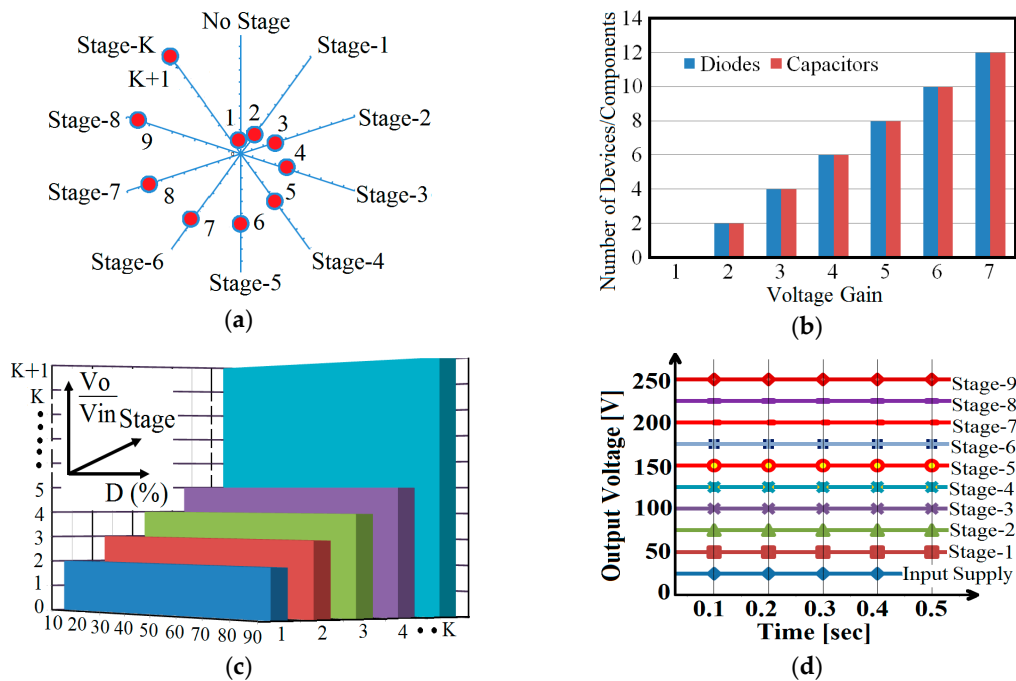 (a)
No Stage
Stage-K
Stage-1
K+1
Stage-8
1
2
3
Stage-2
9
4
Stage-7
8
5
Stage-3
7
6
Stage-6
Stage-4
Stage-5
(a)
Number of Devices/Components
14
12
10
8
6
4
2
0
Diodes
Capacitors
1 2 3 4 5 6 7
Voltage Gain
(b)
K+1
K
5
4
3
2
1
0
Vo
Vin
Stage
D (%)
10 20 30 40 50 60 70 80 90
1 2 3 4 K
(c)
Output Voltage [V]
250
200
150
100
50
0
Stage-9
Stage-8
Stage-7
Stage-6
Stage-5
Stage-4
Stage-3
Stage-2
Stage-1
Input Supply
0.1 0.2 0.3 0.4 0.5
Time [sec]
(d)